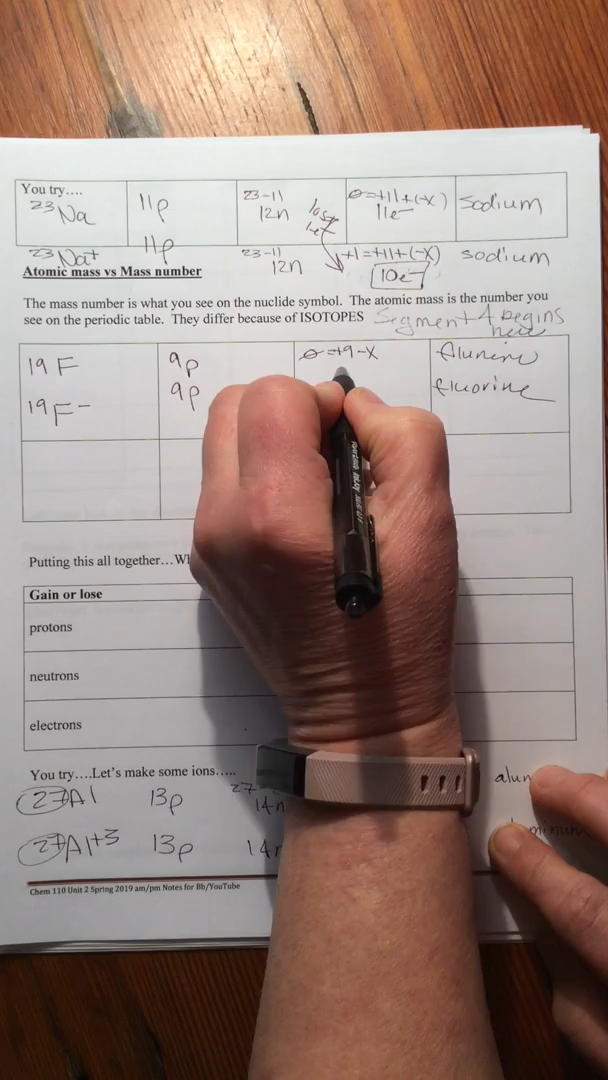 You try....
23Na 11p 23-11 12n lose 1e- 0=+11+(-x) 11e- sodium
23Na+ 11p 23-11 12n +1=+11+(-x) 10e- sodium
Atomic mass vs Mass number
The mass number is what you see on the nuclide symbol. The atomic mass is the number you
see on the periodic table. They differ because of ISOTOPES Segment 4 begins
here
19F 9p 0=+9-x flurine
19F- 9p fluorine
Putting this all together...
Gain or lose
protons
neutrons
electrons
You try....Let's make some ions.....
27Al 13p 14n
27Al+3 13p
Chem 110 Unit 2 Spring 2019 am/pm Notes for Bb/YouTube